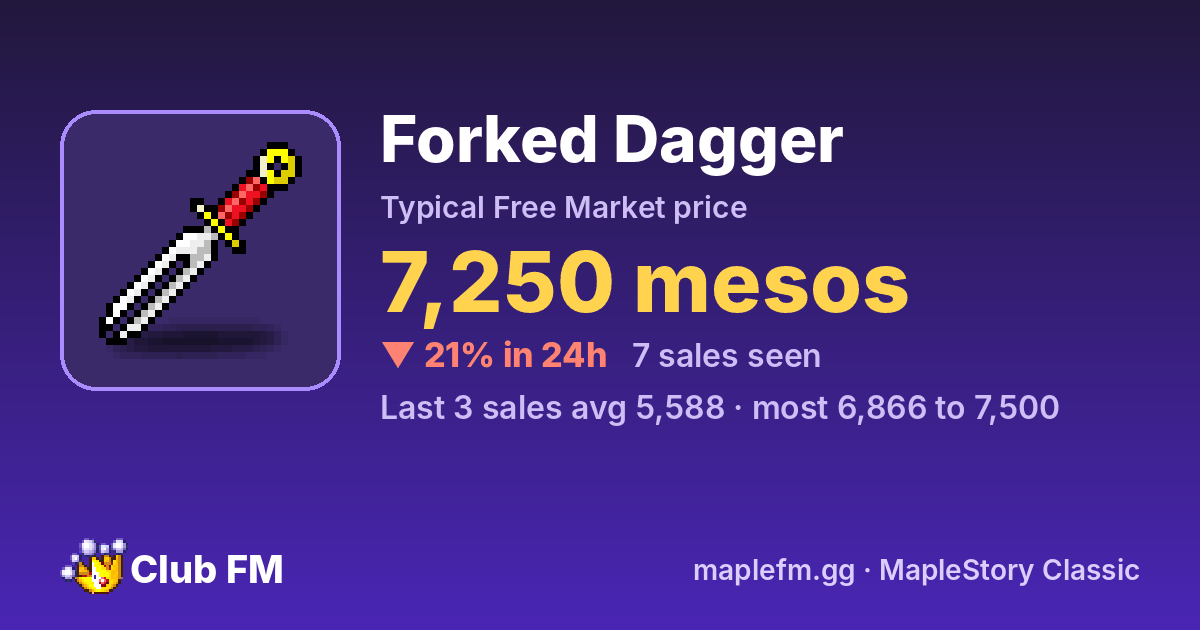 Forked Dagger
Typical Free Market price
7,250 mesos
▼ 21% in 24h 7 sales seen
Last 3 sales avg 5,588 · most 6,866 to 7,500
Club FM
maplefm.gg · MapleStory Classic